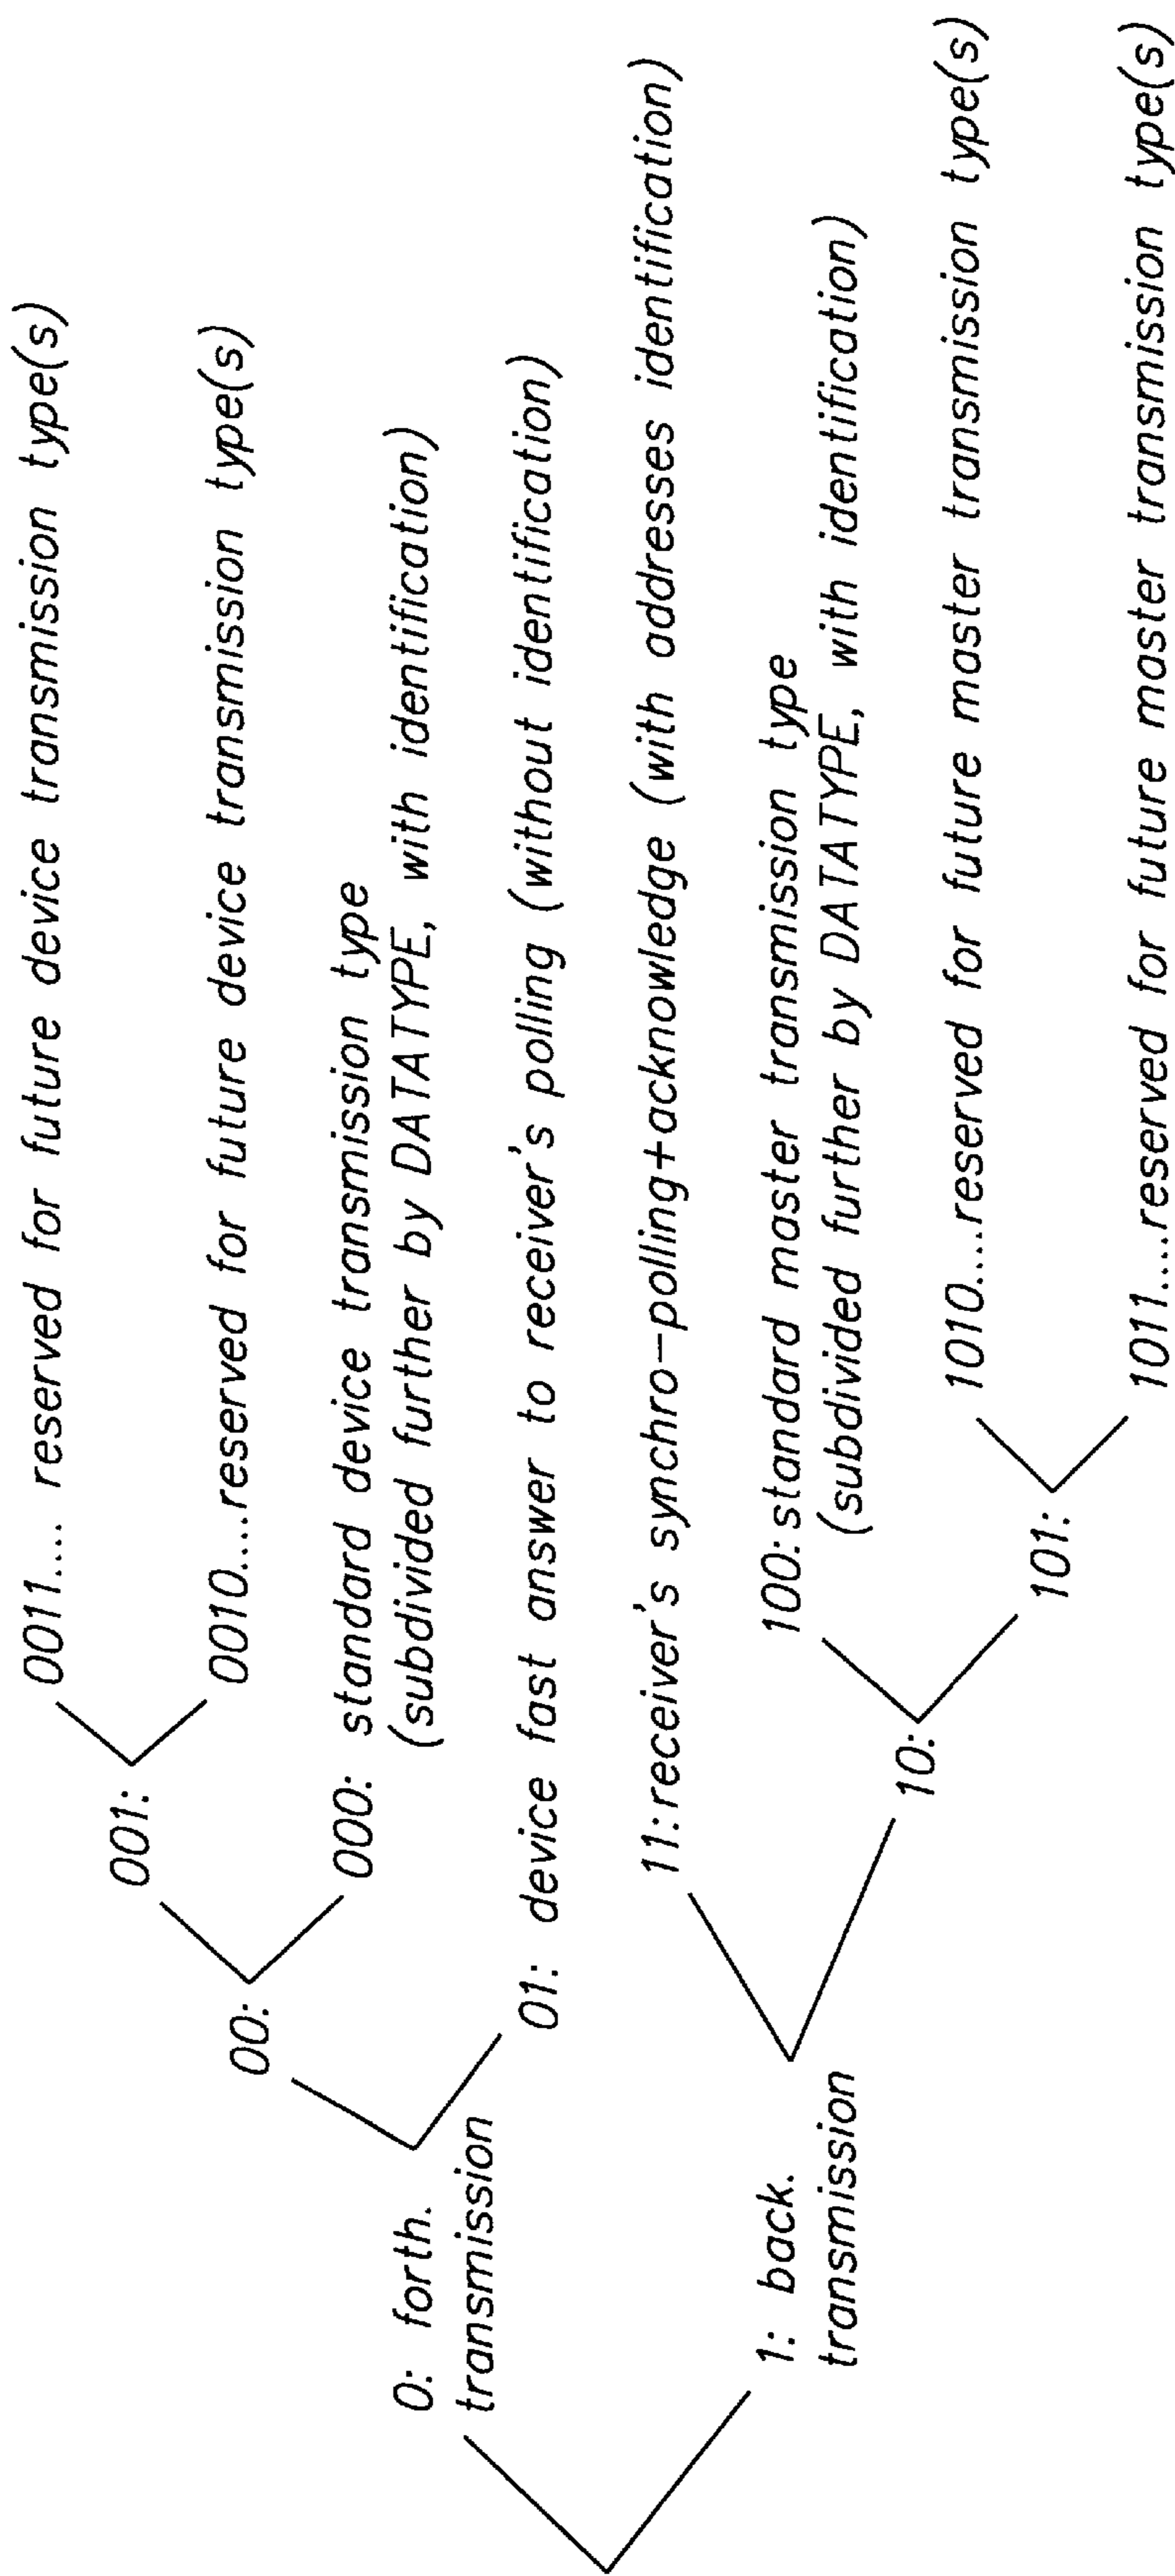 0011.... reserved for future device transmission type(s)
001:
0010....reserved for future device transmission type(s)
00:
000: standard device transmission type
(subdivided further by DATATYPE, with identification)
0: forth.
transmission
01: device fast answer to receiver's polling (without identification)
11:receiver's synchro-polling+acknowledge (with addresses identification)
1: back.
transmission
100:standard master transmission type
(subdivided further by DATATYPE, with identification)
10:
1010....reserved for future master transmission type(s)
101:
1011....reserved for future master transmission type(s)